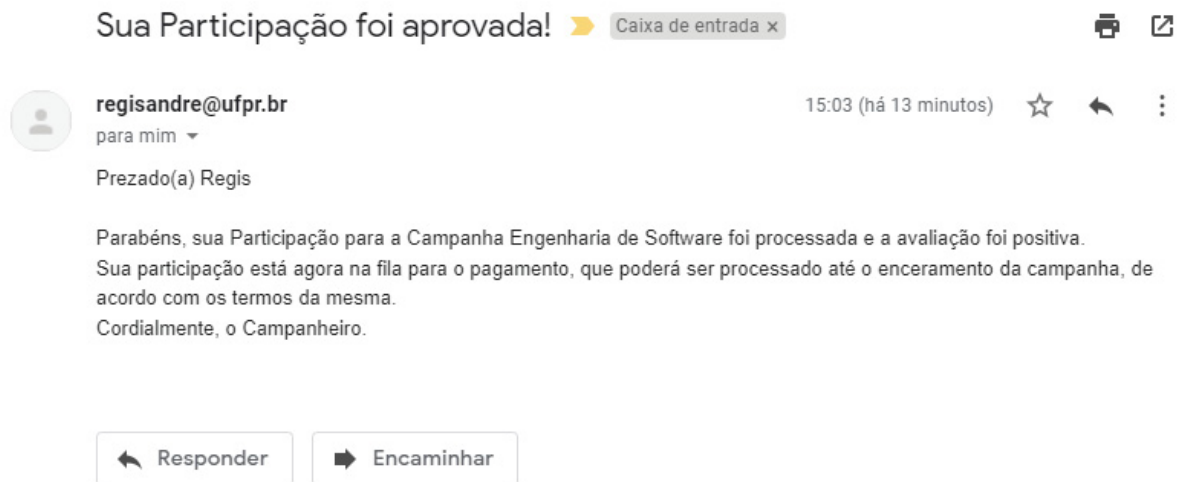 Sua Participação foi aprovada! Caixa de entrada x
regisandre@ufpr.br 15:03 (há 13 minutos)
para mim
Prezado(a) Regis
Parabéns, sua Participação para a Campanha Engenharia de Software foi processada e a avaliação foi positiva.
Sua participação está agora na fila para o pagamento, que poderá ser processado até o enceramento da campanha, de
acordo com os termos da mesma.
Cordialmente, o Campanheiro.
Responder Encaminhar